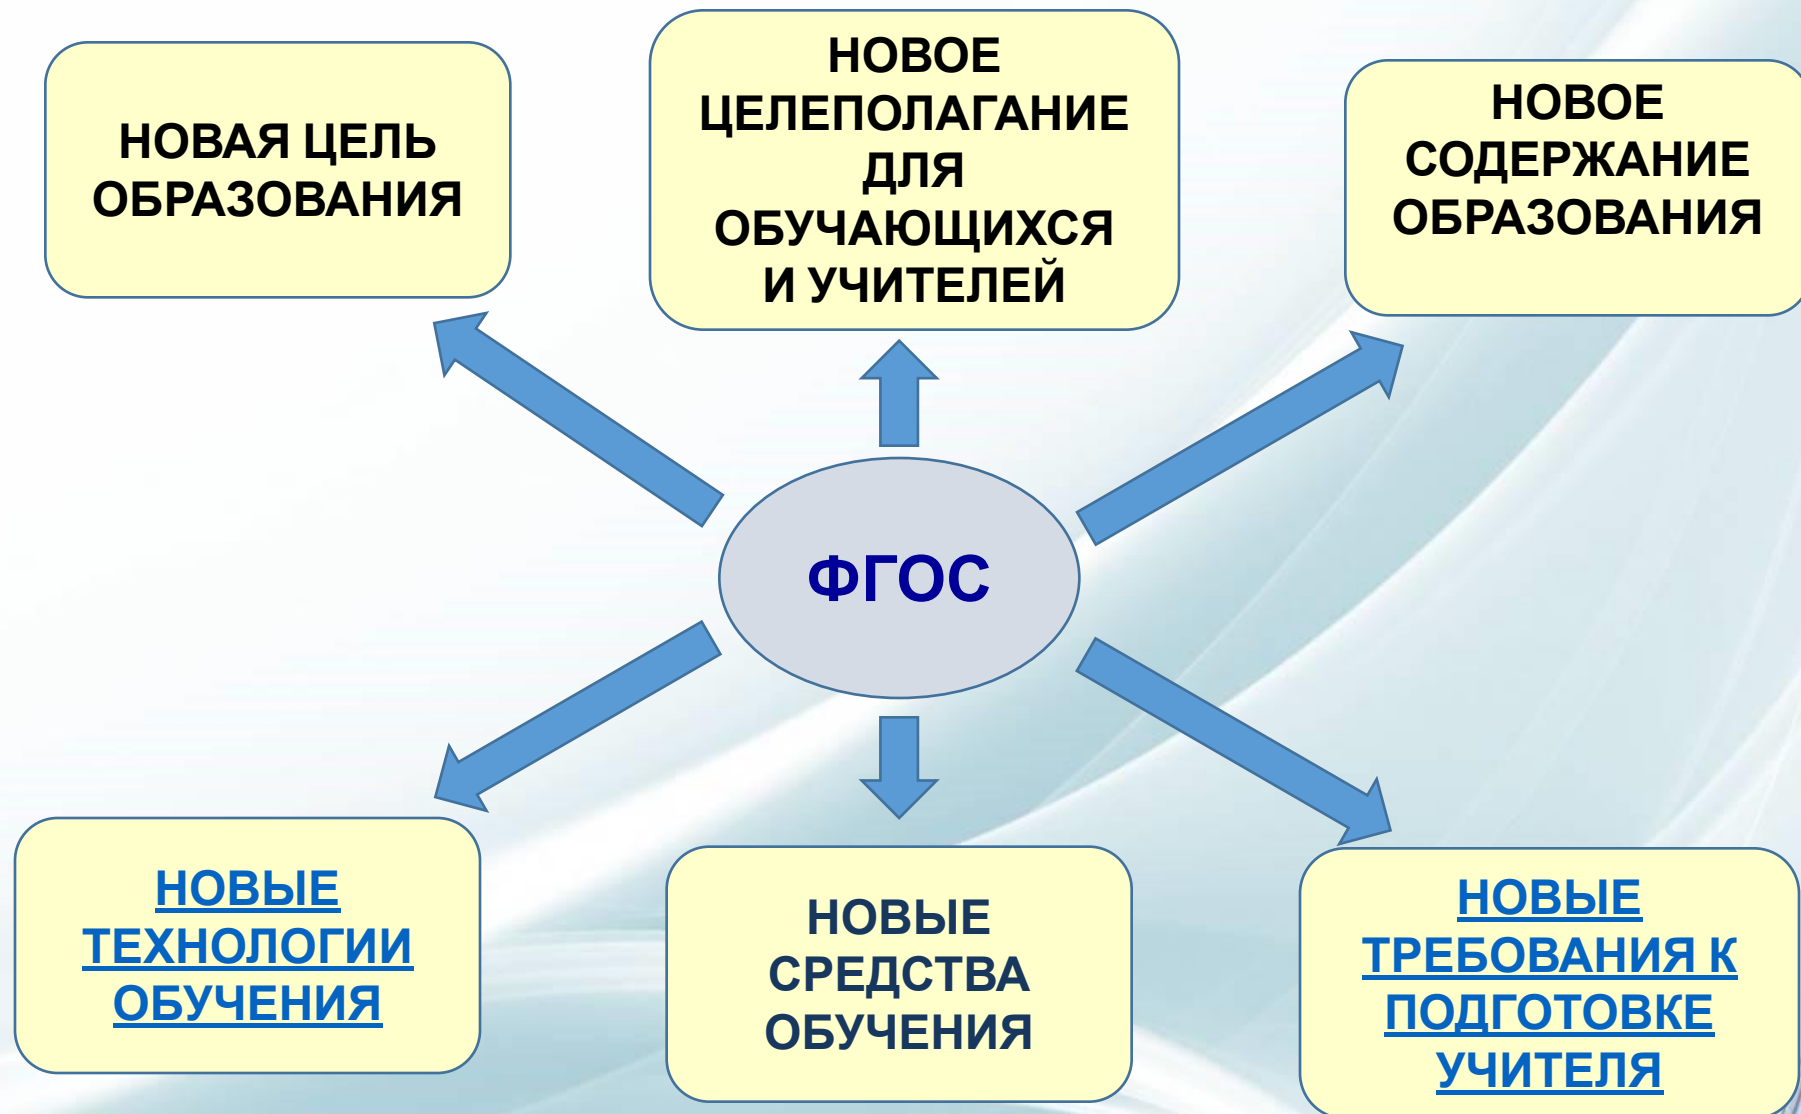 НОВАЯ ЦЕЛЬ
ОБРАЗОВАНИЯ
НОВОЕ
ЦЕЛЕПОЛАГАНИЕ
ДЛЯ
ОБУЧАЮЩИХСЯ
И УЧИТЕЛЕЙ
НОВОЕ
СОДЕРЖАНИЕ
ОБРАЗОВАНИЯ
ФГОС
НОВЫЕ
ТЕХНОЛОГИИ
ОБУЧЕНИЯ
НОВЫЕ
СРЕДСТВА
ОБУЧЕНИЯ
НОВЫЕ
ТРЕБОВАНИЯ К
ПОДГОТОВКЕ
УЧИТЕЛЯ